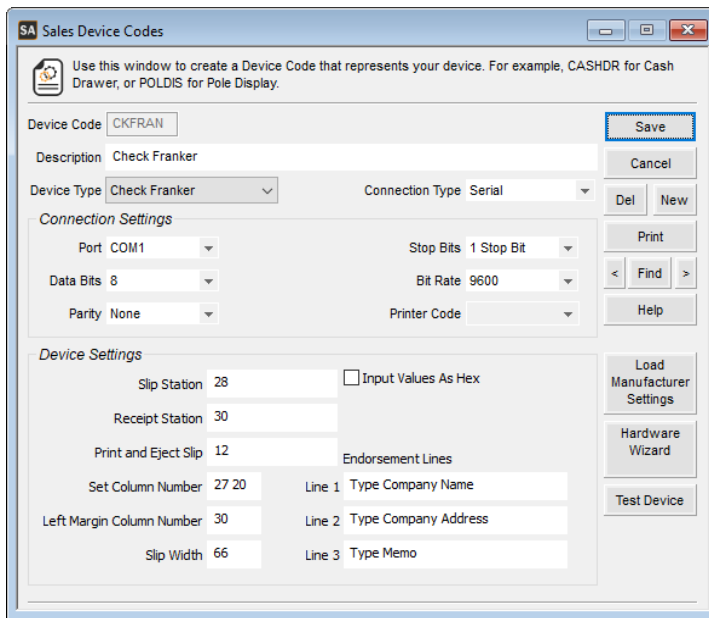 SA Sales Device Codes
Use this window to create a Device Code that represents your device. For example, CASHDR for Cash
Drawer, or POLDIS for Pole Display.
Device Code CKFRAN
Save
Description Check Franker
Cancel
Device Type Check Franker
Connection Type Serial
Del New
Connection Settings
Port COM1
Stop Bits 1 Stop Bit
Print
Data Bits 8
Bit Rate 9600
< Find >
Parity None
Printer Code
Help
Device Settings
Slip Station 28
Input Values As Hex
Load
Manufacturer
Settings
Receipt Station 30
Print and Eject Slip 12
Endorsement Lines
Hardware
Wizard
Set Column Number 27 20
Line 1 Type Company Name
Test Device
Left Margin Column Number 30
Line 2 Type Company Address
Slip Width 66
Line 3 Type Memo